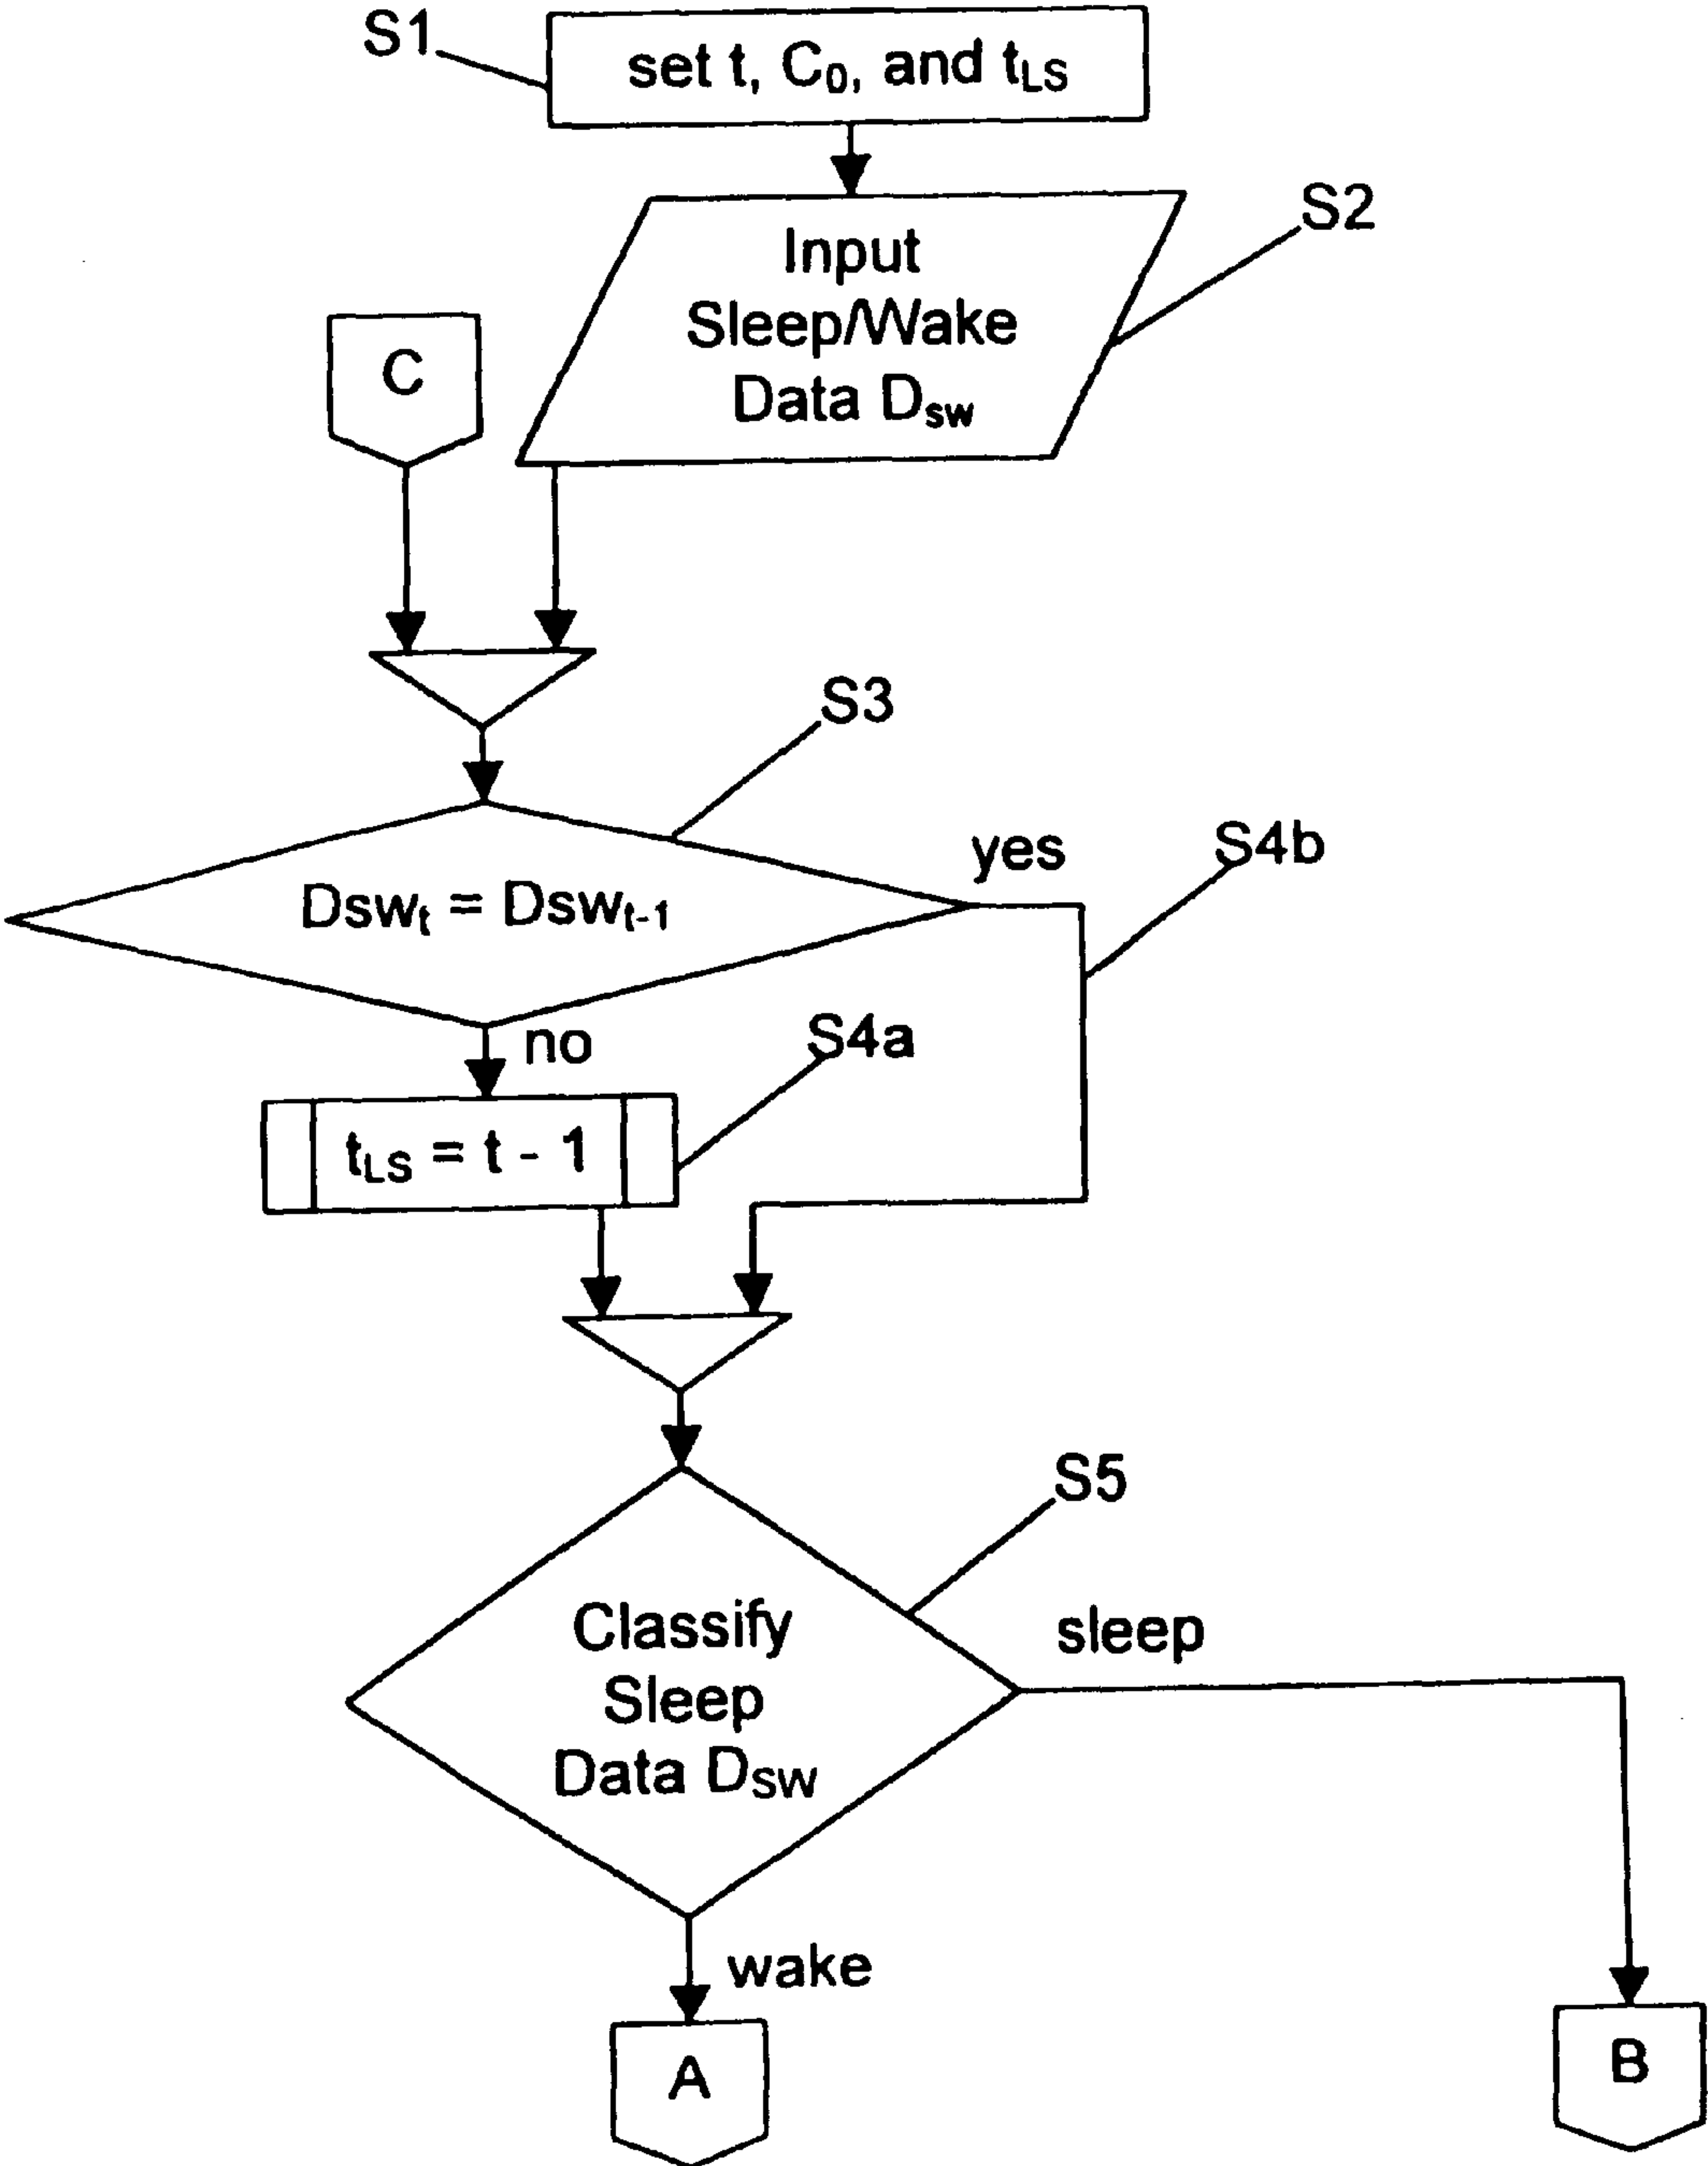 S1
set t, C₀, and tLS
S2
Input
Sleep/Wake
Data Dsw
C
S3
Dswt = Dswt-1
yes
S4b
no
S4a
tLS = t - 1
S5
Classify
Sleep
Data DSW
sleep
wake
A
B